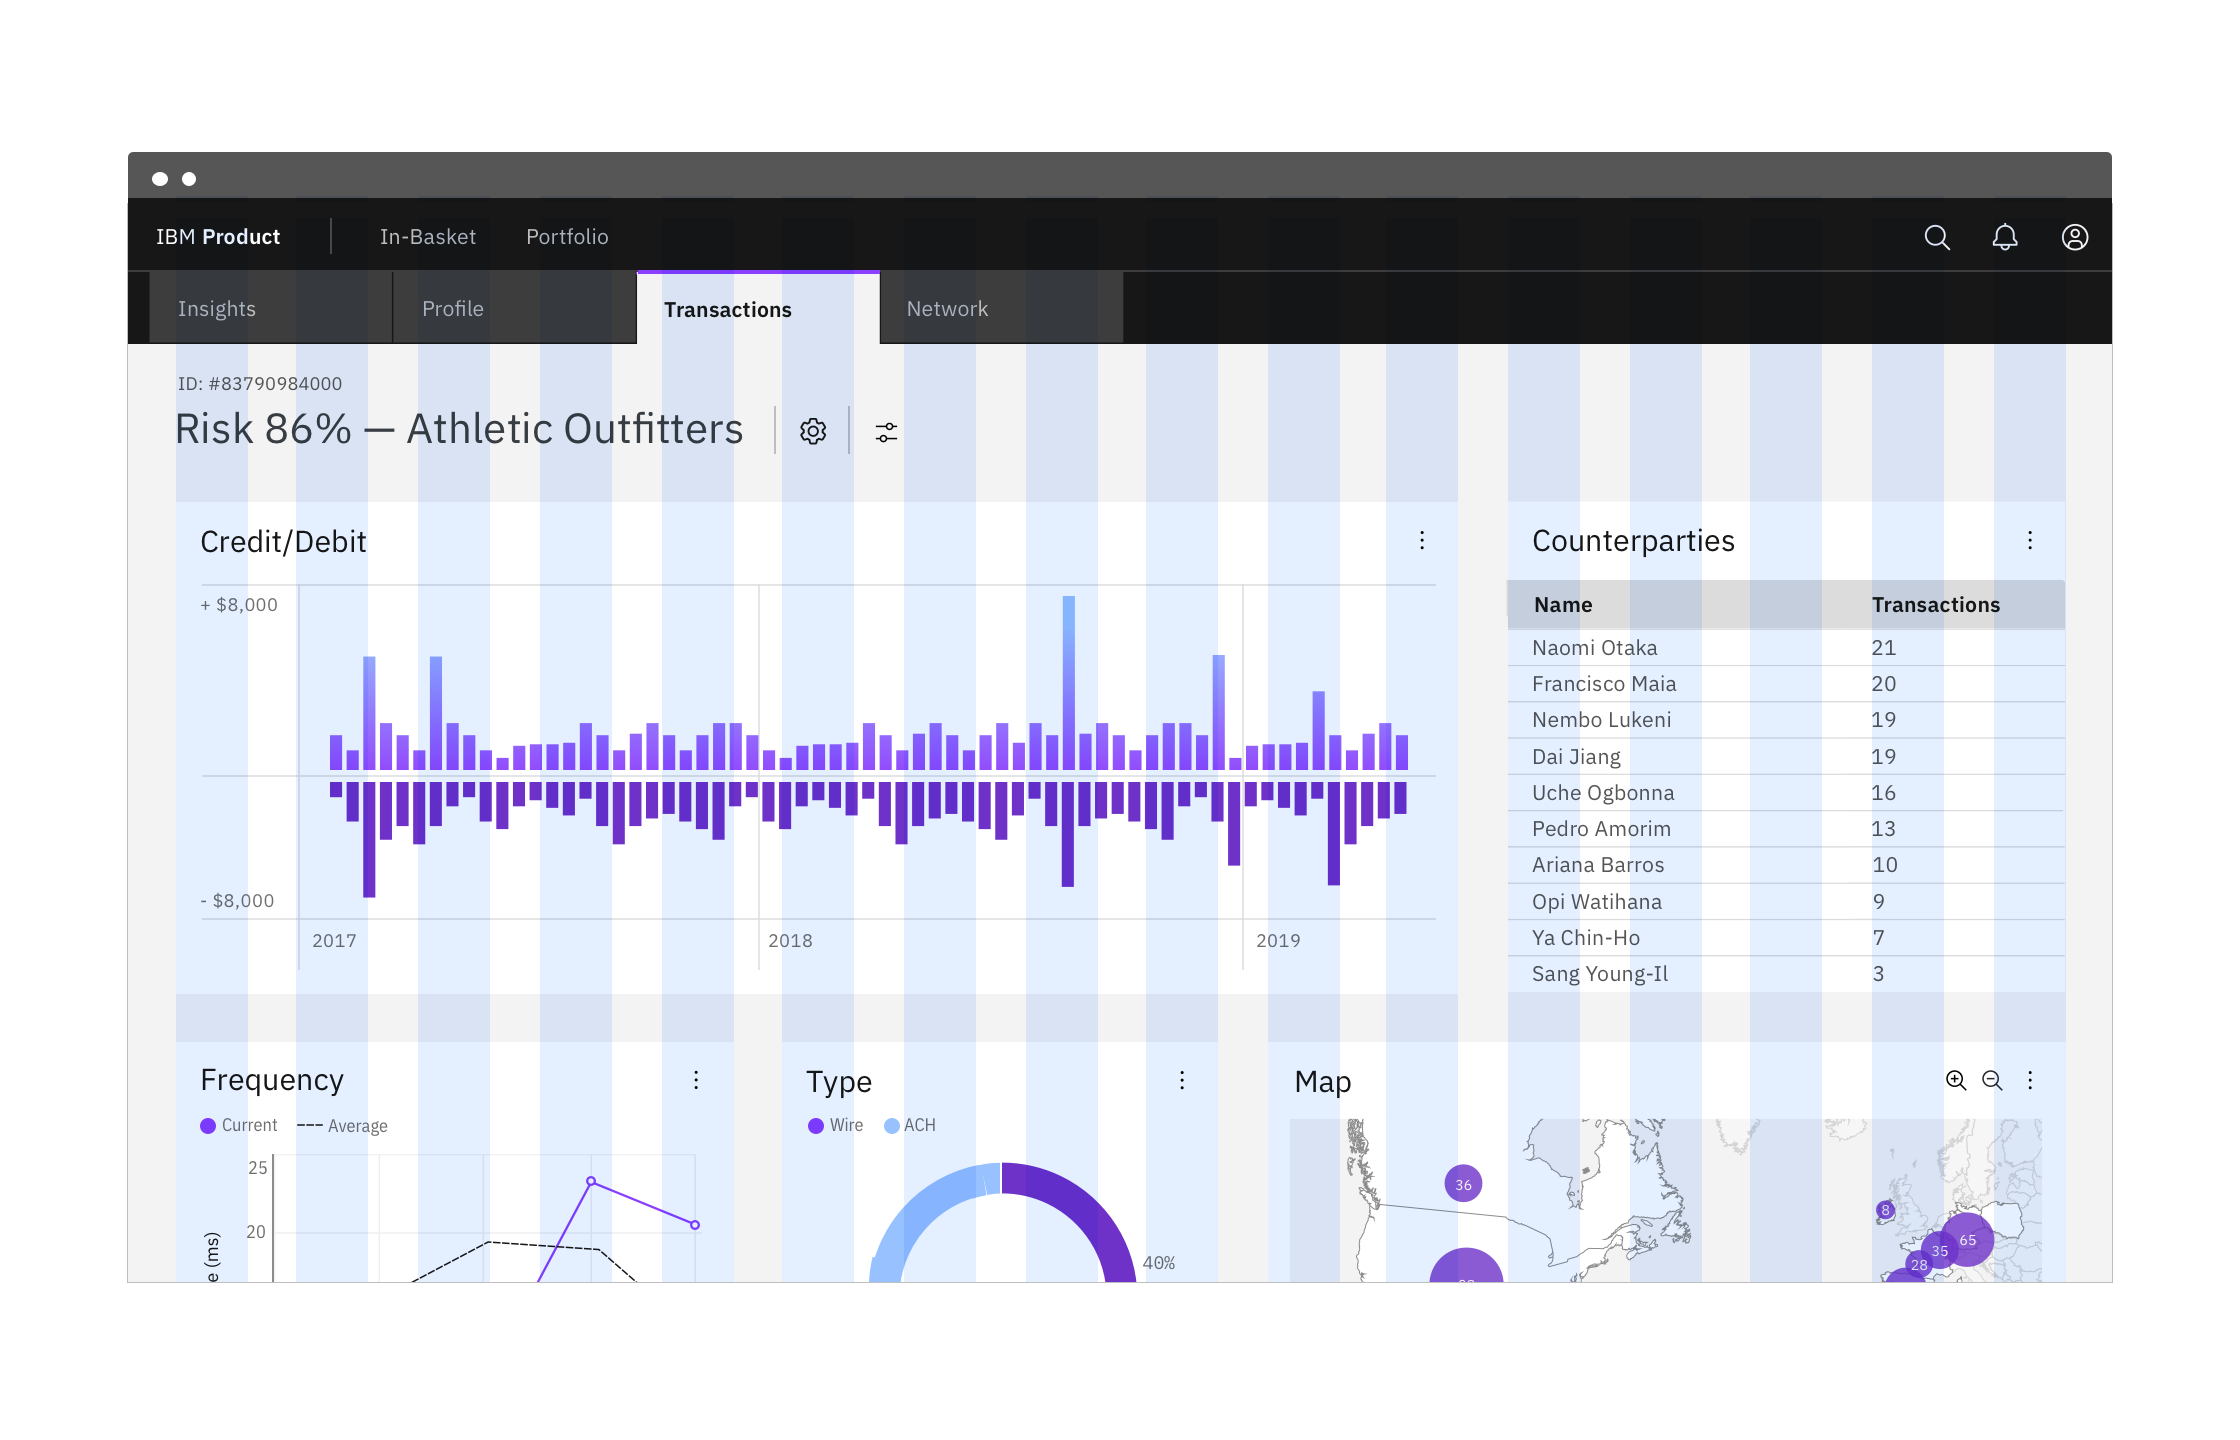 IBM Product In-Basket Portfolio
Insights Profile Transactions Network
ID: #83790984000
Risk 86% — Athletic Outfitters
Credit/Debit
+ $8,000
- $8,000
2017 2018 2019
Counterparties
Name Transactions
Naomi Otaka 21
Francisco Maia 20
Nembo Lukeni 19
Dai Jiang 19
Uche Ogbonna 16
Pedro Amorim 13
Ariana Barros 10
Opi Watihana 9
Ya Chin-Ho 7
Sang Young-Il 3
Frequency
Current Average
25
20
e (ms)
Type
Wire ACH
40%
Map
36
8
65
35
28